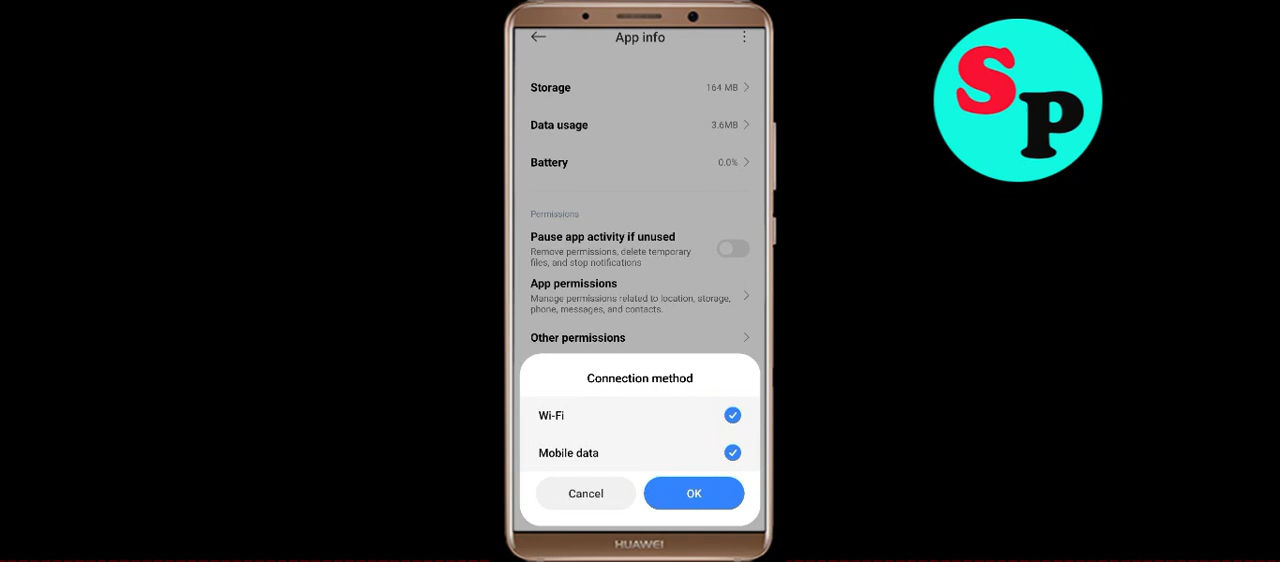 App info
Storage 164 MB
Data usage 3.6MB
Battery 0.0%
Permissions
Pause app activity if unused
Remove permissions, delete temporary
files, and stop notifications
App permissions
Manage permissions related to location, storage,
phone, messages, and contacts.
Other permissions
Connection method
Wi-Fi
Mobile data
Cancel OK
HUAWEI
SP